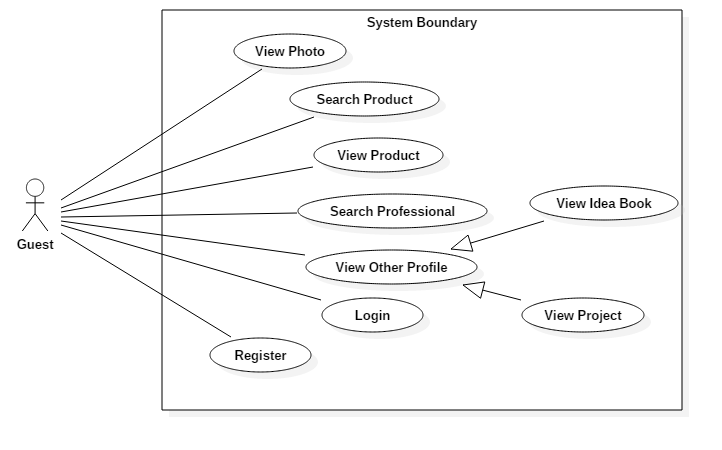 System Boundary
View Photo
Search Product
View Product
Search Professional
View Idea Book
Guest
View Other Profile
Login
View Project
Register